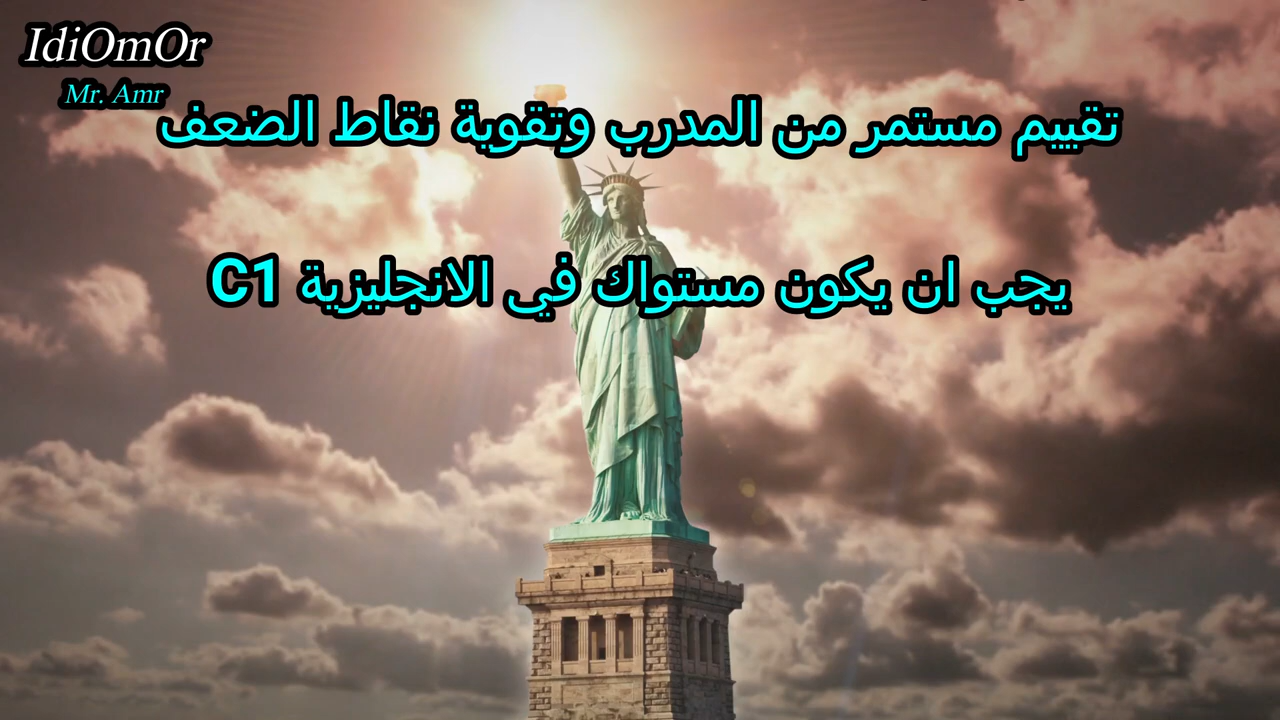 IdiOmOr
Mr. Amr
تقييم مستمر من المدرب وتقوية نقاط الضعف
يجب ان يكون مستواك في الانجليزية C1